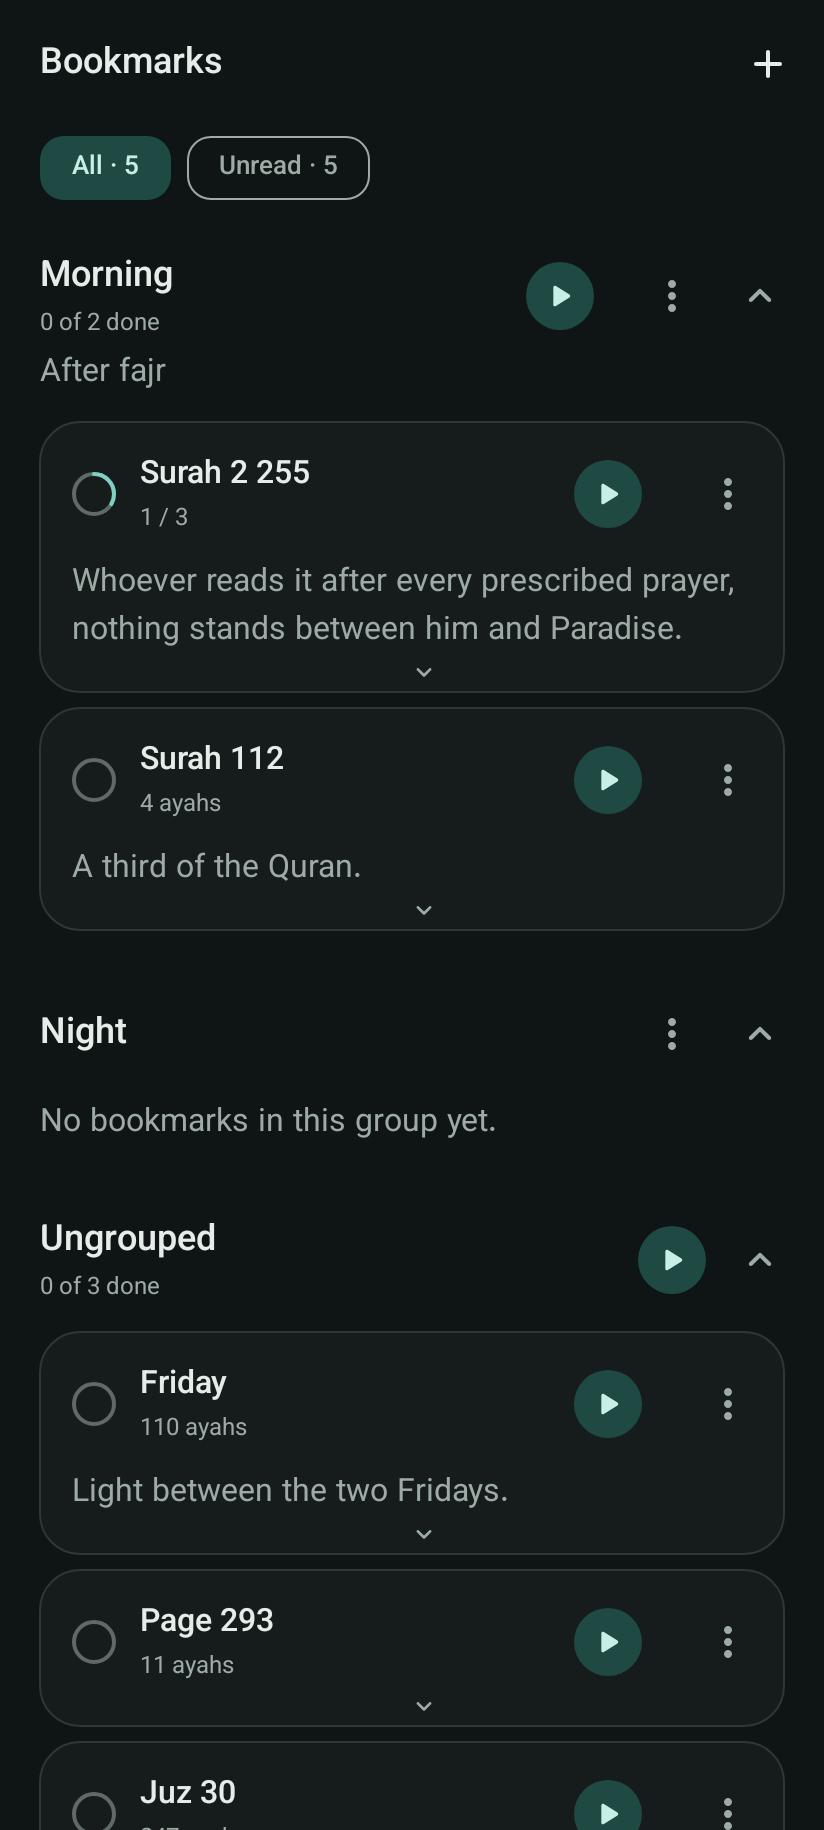 Bookmarks
All · 5
Unread · 5
Morning
0 of 2 done
After fajr
Surah 2 255
1 / 3
Whoever reads it after every prescribed prayer,
nothing stands between him and Paradise.
Surah 112
4 ayahs
A third of the Quran.
Night
No bookmarks in this group yet.
Ungrouped
0 of 3 done
Friday
110 ayahs
Light between the two Fridays.
Page 293
11 ayahs
Juz 30